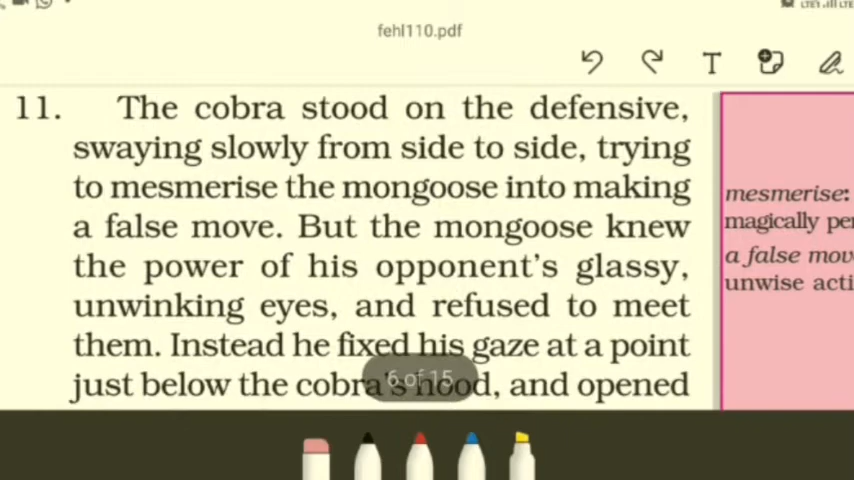 fehl110.pdf
T
11. The cobra stood on the defensive,
swaying slowly from side to side, trying
to mesmerise the mongoose into making
a false move. But the mongoose knew
the power of his opponent's glassy,
unwinking eyes, and refused to meet
them. Instead he fixed his gaze at a point
just below the cobra's hood, and opened
6 of 15
mesmerise:
magically per
a false mov
unwise acti